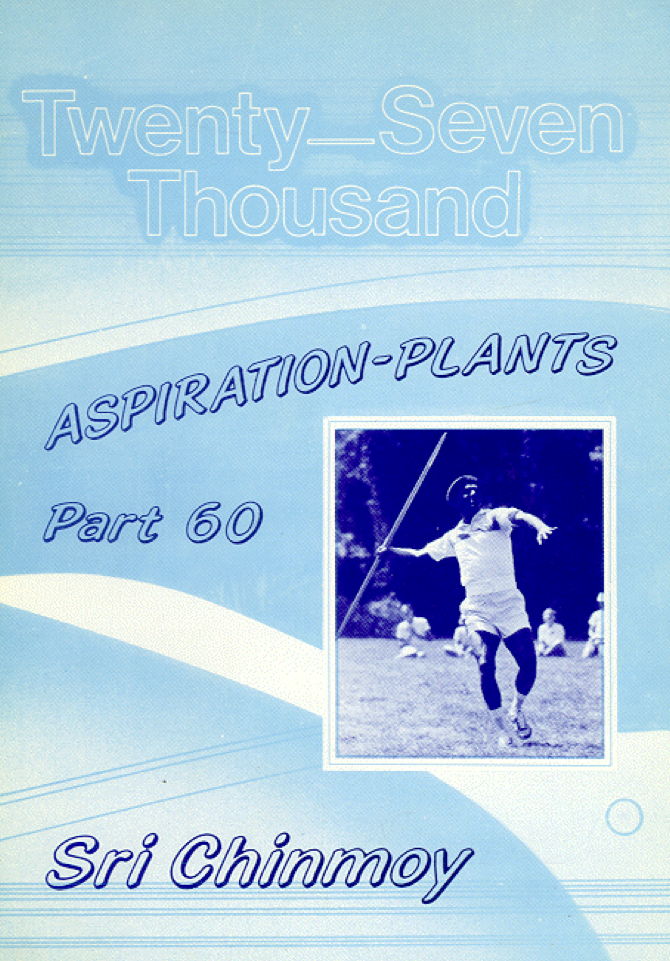 Twenty—Seven
Thousand
ASPIRATION-PLANTS
Part 60
Sri Chinmoy